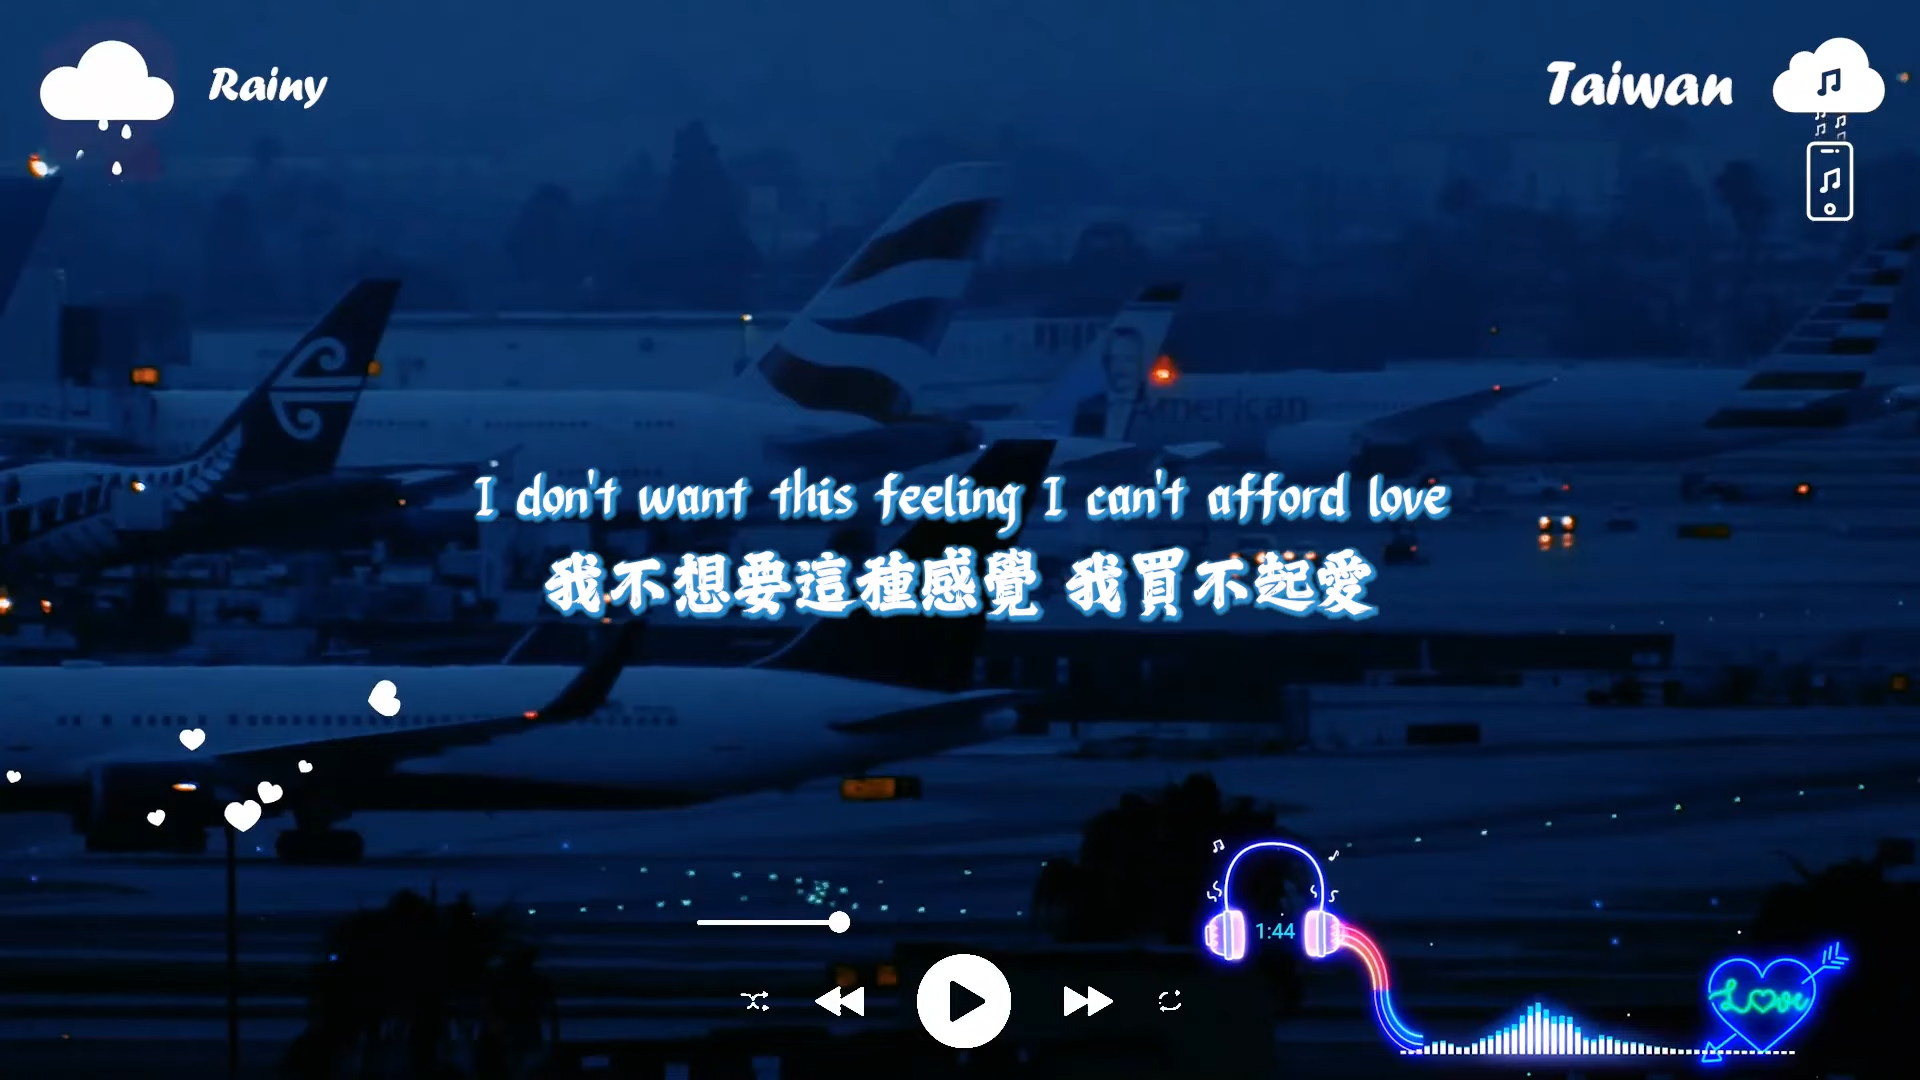 Rainy
Taiwan
American
I don't want this feeling I can't afford love
我不想要這種感覺 我買不起愛
1:44
Love